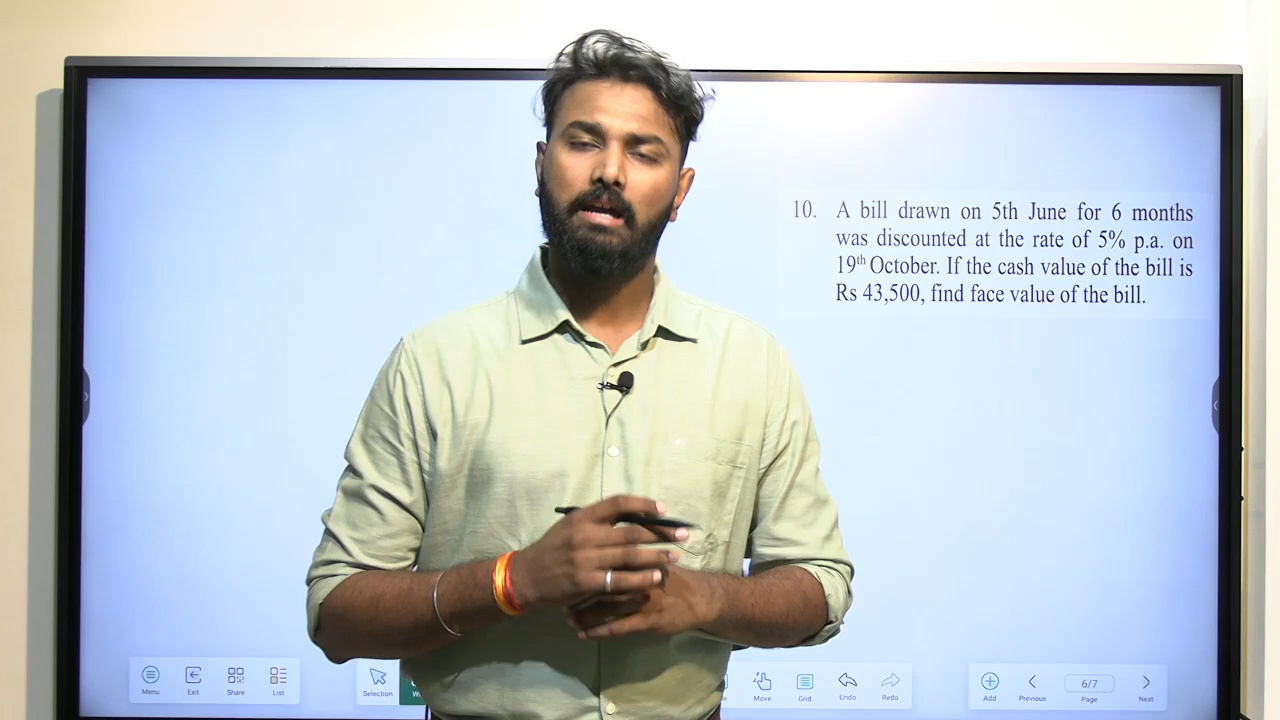 10. A bill drawn on 5th June for 6 months
was discounted at the rate of 5% p.a. on
19th October. If the cash value of the bill is
Rs 43,500, find face value of the bill.
Menu
Exit
Share
List
Selection
Move
Grid
Undo
Redo
Add
Previous
6/7
Page
Next